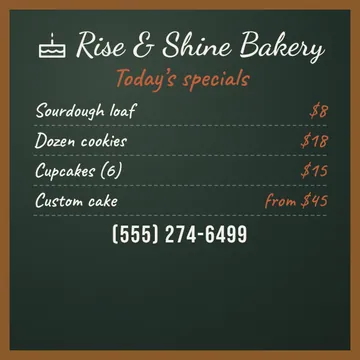 Rise & Shine Bakery
Today's specials
Sourdough loaf $8
Dozen cookies $18
Cupcakes (6) $15
Custom cake from $45
(555) 274-6499